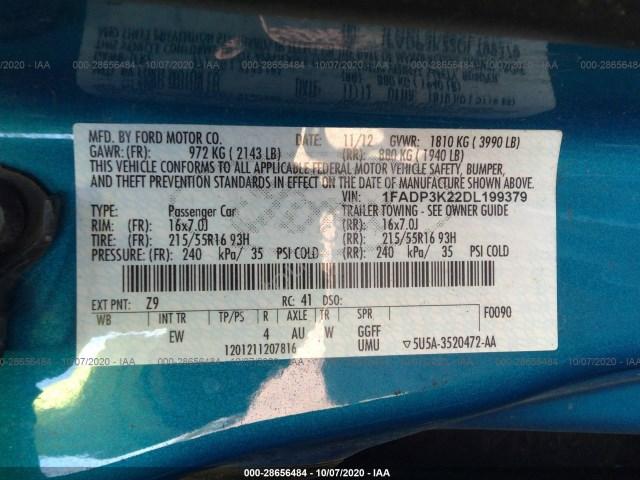 000-28656484 - 10/07/2020 - IAA
MFD. BY FORD MOTOR CO. DATE: 11/12 GVWR: 1810 KG ( 3990 LB)
GAWR: (FR): 972 KG ( 2143 LB) (RR): 880 KG ( 1940 LB)
THIS VEHICLE CONFORMS TO ALL APPLICABLE FEDERAL MOTOR VEHICLE SAFETY, BUMPER,
AND THEFT PREVENTION STANDARDS IN EFFECT ON THE DATE OF MANUFACTURE SHOWN ABOVE.
VIN: 1FADP3K22DL199379
TYPE: Passenger Car TRAILER TOWING - SEE OWNER GUIDE
RIM: (FR): 16x7.0J (RR): 16x7.0J
TIRE: (FR): 215/55R16 93H (RR): 215/55R16 93H
PRESSURE: (FR): 240 kPa/ 35 PSI COLD (RR): 240 kPa/ 35 PSI COLD
EXT PNT: Z9 RC: 41 DSO: F0090
WB INT TR TP/PS R AXLE TR SPR
EW 4 AU W GGFF
1201211207816 UMU ▽5U5A-3520472-AA
000-28656484 - 10/07/2020 - IAA